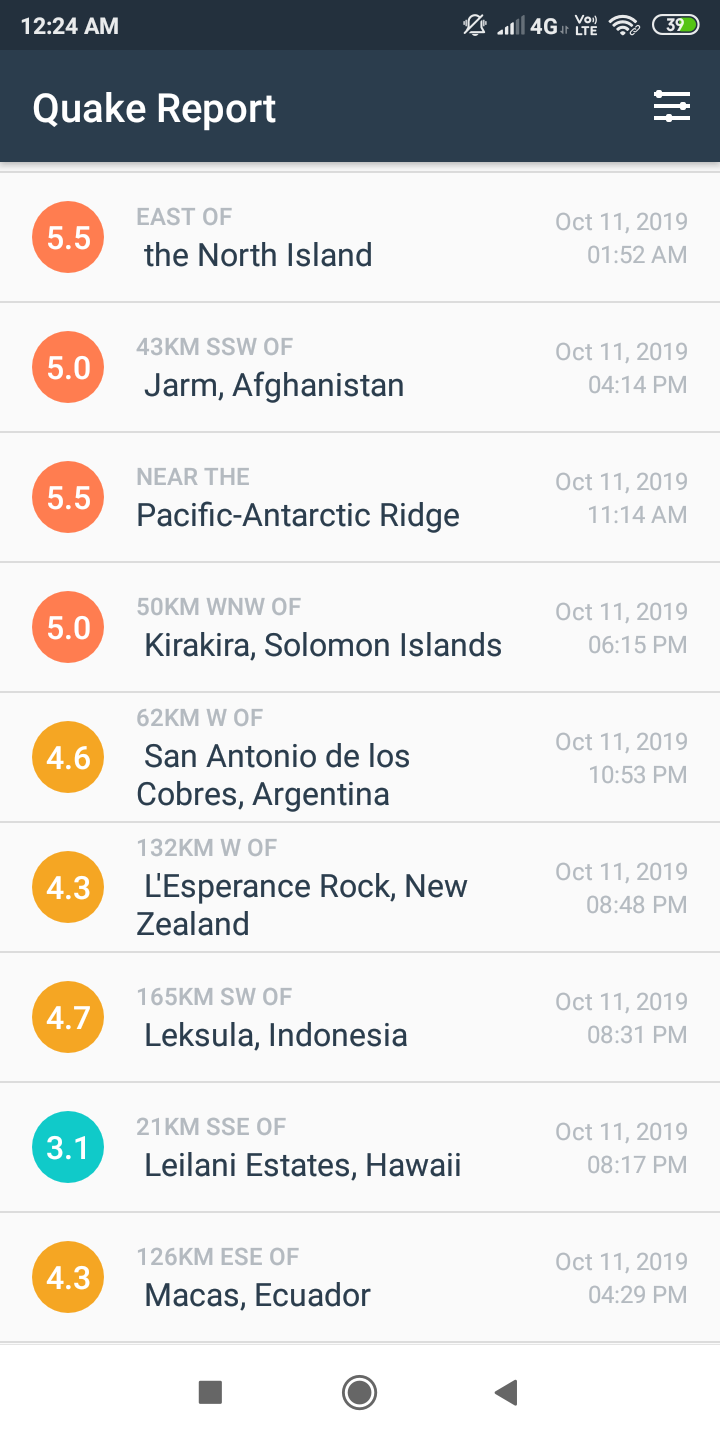 12:24 AM 4G Vo) LTE 39
Quake Report
5.5
EAST OF
the North Island
Oct 11, 2019
01:52 AM
5.0
43KM SSW OF
Jarm, Afghanistan
Oct 11, 2019
04:14 PM
5.5
NEAR THE
Pacific-Antarctic Ridge
Oct 11, 2019
11:14 AM
5.0
50KM WNW OF
Kirakira, Solomon Islands
Oct 11, 2019
06:15 PM
4.6
62KM W OF
San Antonio de los
Cobres, Argentina
Oct 11, 2019
10:53 PM
4.3
132KM W OF
L'Esperance Rock, New
Zealand
Oct 11, 2019
08:48 PM
4.7
165KM SW OF
Leksula, Indonesia
Oct 11, 2019
08:31 PM
3.1
21KM SSE OF
Leilani Estates, Hawaii
Oct 11, 2019
08:17 PM
4.3
126KM ESE OF
Macas, Ecuador
Oct 11, 2019
04:29 PM